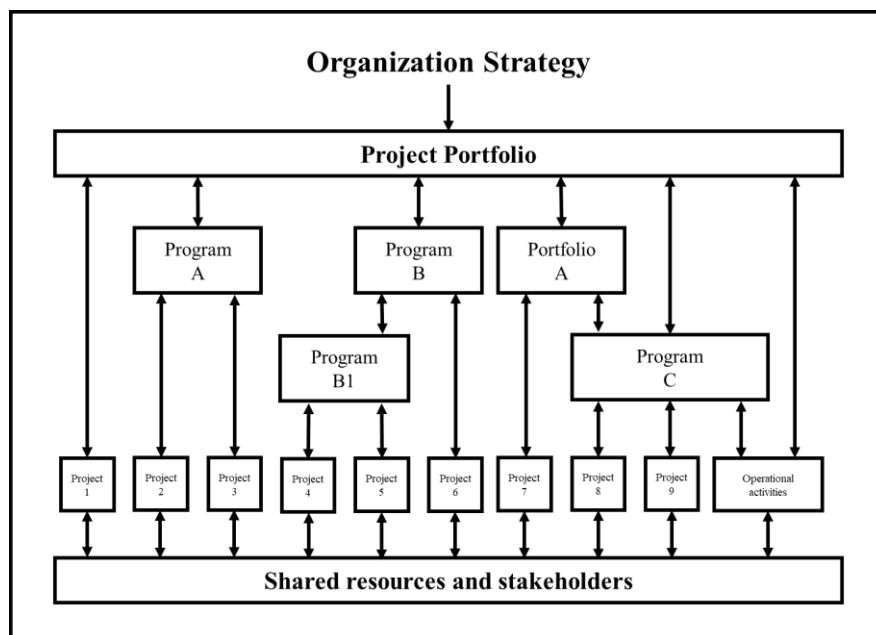 Organization Strategy
Project Portfolio
Program
A
Program
B
Portfolio
A
Program
B1
Program
C
Project
1
Project
2
Project
3
Project
4
Project
5
Project
6
Project
7
Project
8
Project
9
Operational
activities
Shared resources and stakeholders